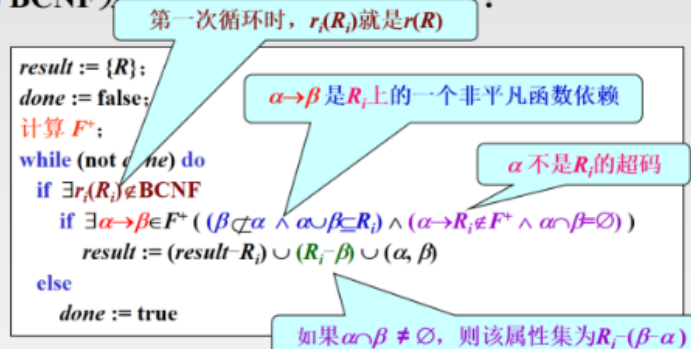 BCNF)
第一次循环时，rᵢ(Rᵢ)就是r(R)
result := {R};
done := false;
α→β是Rᵢ上的一个非平凡函数依赖
计算 F⁺;
while (not done) do
α 不是Rᵢ的超码
if ∃rᵢ(Rᵢ)∉BCNF
if ∃α→β∈F⁺ ( (β⊄α ∧ α∪β⊆Rᵢ) ∧ (α→Rᵢ∉F⁺ ∧ α∩β=∅) )
result := (result−Rᵢ) ∪ (Rᵢ−β) ∪ (α, β)
else
done := true
如果α∩β ≠ ∅，则该属性集为Rᵢ−(β−α)